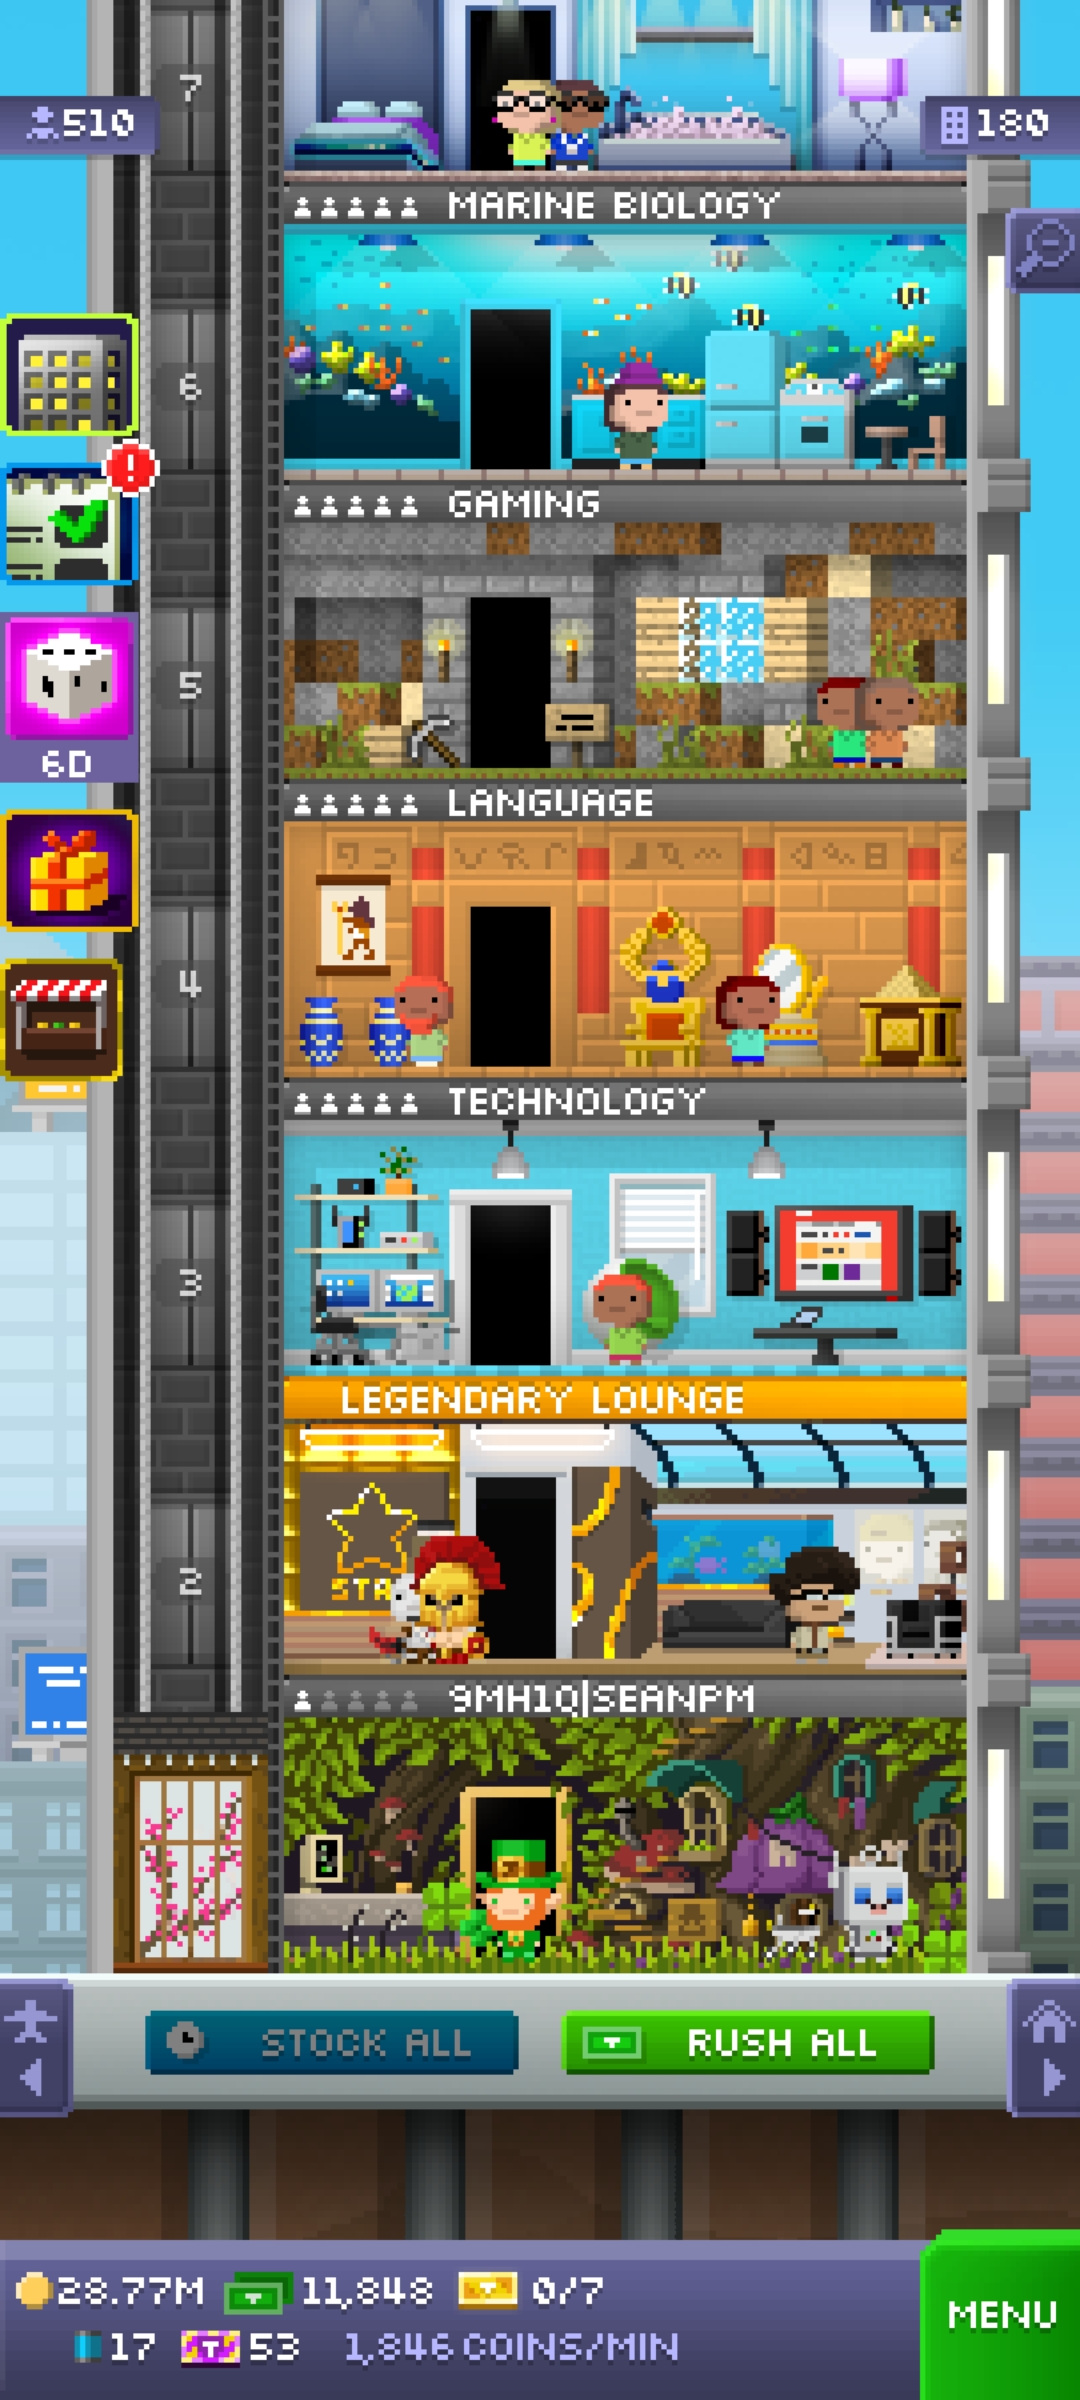 7
510
180
MARINE BIOLOGY
6
GAMING
5
6D
LANGUAGE
4
TECHNOLOGY
3
LEGENDARY LOUNGE
STA
2
9MH1Q|SEANPM
STOCK ALL
RUSH ALL
28.77M
11,848
0/7
MENU
17
53
1,846 COINS/MIN